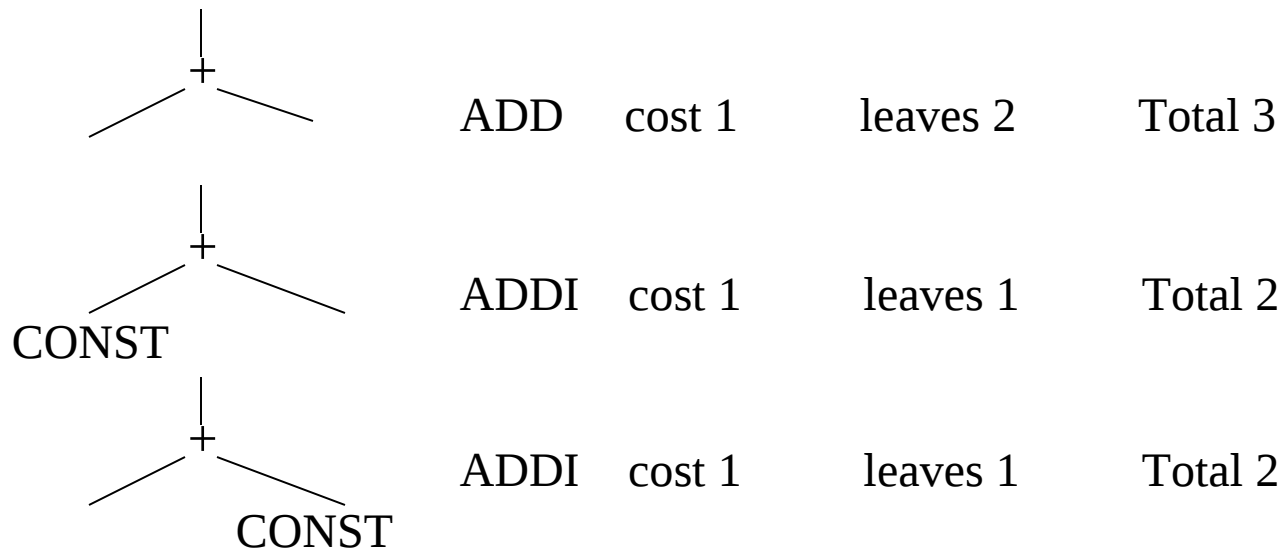 +
ADD cost 1 leaves 2 Total 3
+
ADDI cost 1 leaves 1 Total 2
CONST
+
ADDI cost 1 leaves 1 Total 2
CONST